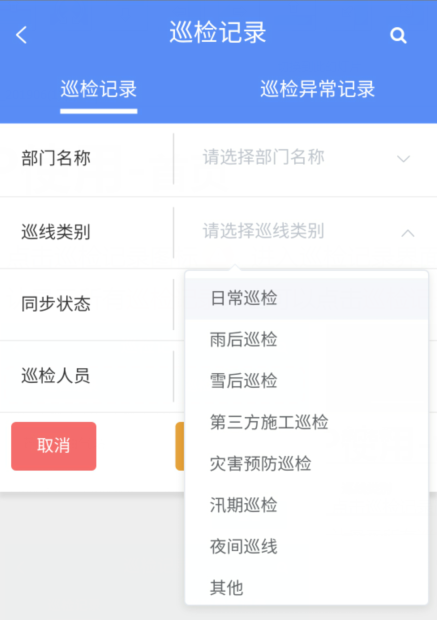 巡检记录
巡检记录
巡检异常记录
部门名称
请选择部门名称
巡线类别
请选择巡线类别
同步状态
巡检人员
取消
日常巡检
雨后巡检
雪后巡检
第三方施工巡检
灾害预防巡检
汛期巡检
夜间巡线
其他